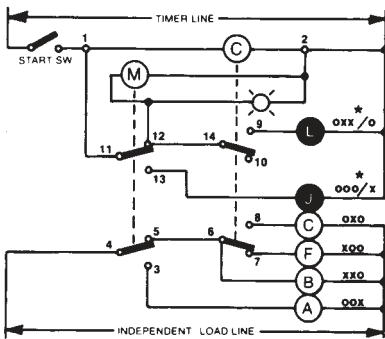 TIMER LINE
START SW
1
C
2
M
9
L
*
OXX/O
11
12
14
10
13
J
*
OOO/X
8
C
OXO
4
5
6
7
F
XOO
B
XXO
3
A
OOX
INDEPENDENT LOAD LINE